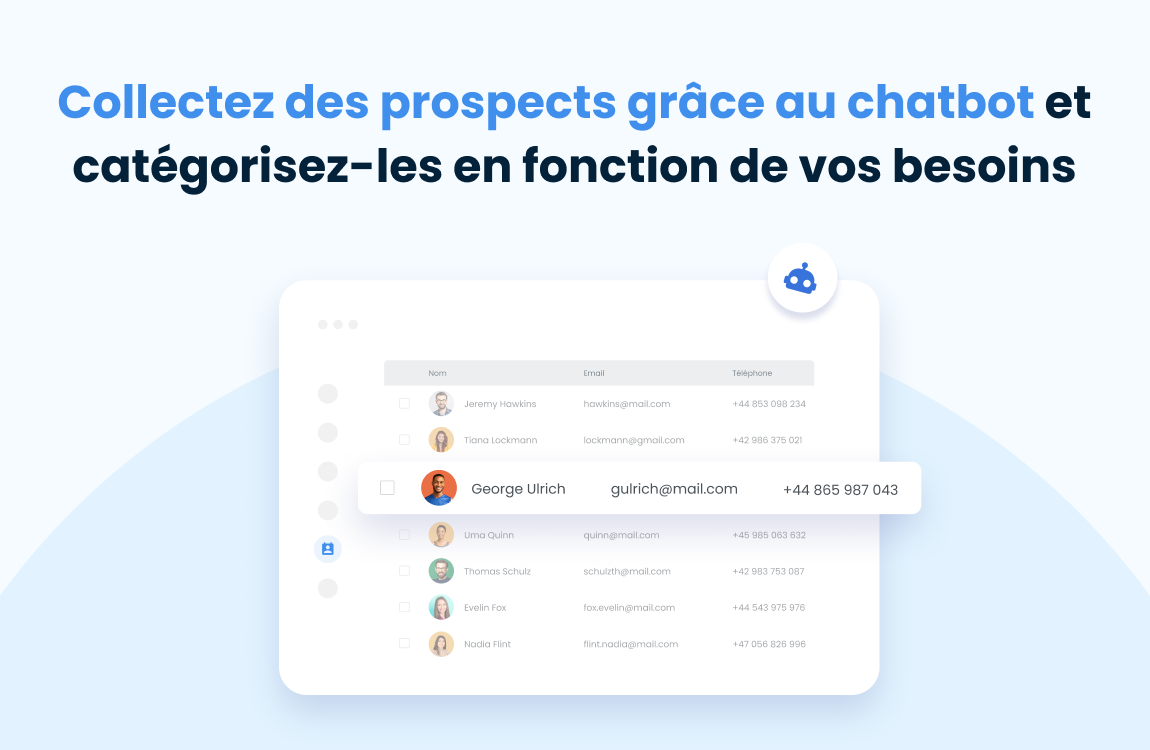 Collectez des prospects grâce au chatbot et
catégorisez-les en fonction de vos besoins
Nom Email Téléphone
Jeremy Hawkins hawkins@mail.com +44 853 098 234
Tiana Lockmann lockmann@gmail.com +42 986 375 021
George Ulrich gulrich@mail.com +44 865 987 043
Uma Quinn quinn@mail.com +45 985 063 632
Thomas Schulz schulzth@mail.com +42 983 753 087
Evelin Fox fox.evelin@mail.com +44 543 975 976
Nadia Flint flint.nadia@mail.com +47 056 826 996